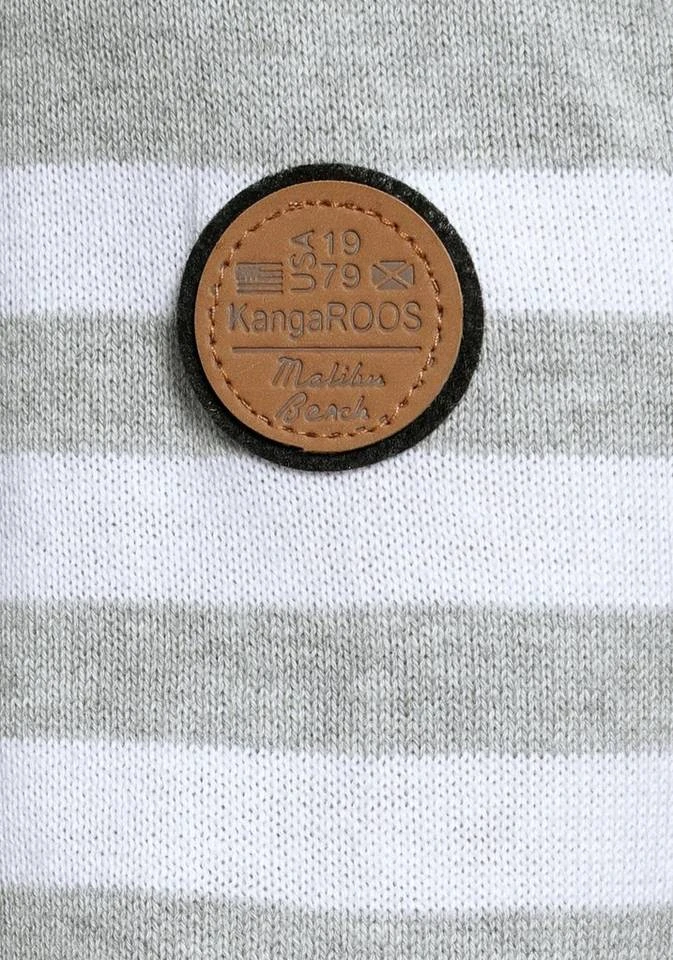 USA 19
79
KangaROOS
Malibu
Beach